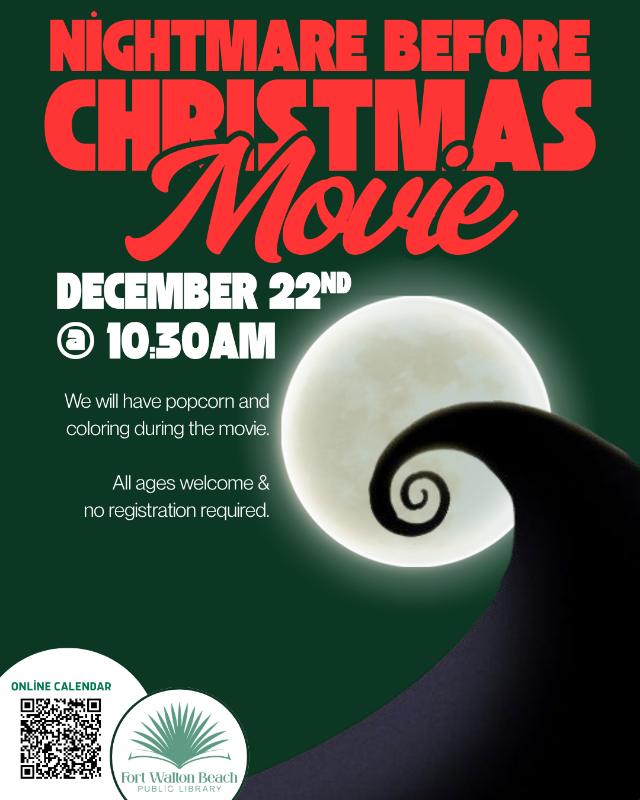 NIGHTMARE BEFORE
CHRISTMAS
Movie
DECEMBER 22ND
@ 10:30AM
We will have popcorn and
coloring during the movie.
All ages welcome &
no registration required.
ONLINE CALENDAR
Fort Walton Beach
PUBLIC LIBRARY